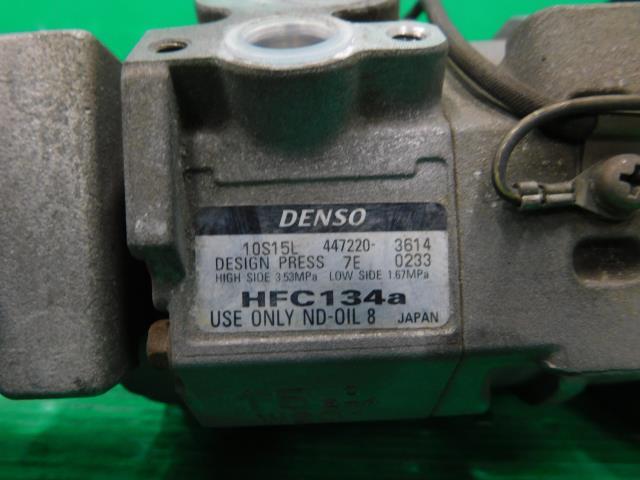 DENSO
10S15L 447220- 3614
DESIGN PRESS 7E 0233
HIGH SIDE 3.53MPa LOW SIDE 1.67MPa
HFC134a
USE ONLY ND-OIL 8 JAPAN
15